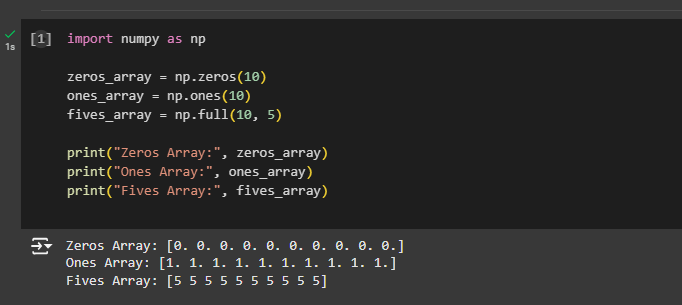 [1] import numpy as np
1s
zeros_array = np.zeros(10)
ones_array = np.ones(10)
fives_array = np.full(10, 5)
print("Zeros Array:", zeros_array)
print("Ones Array:", ones_array)
print("Fives Array:", fives_array)
Zeros Array: [0. 0. 0. 0. 0. 0. 0. 0. 0. 0.]
Ones Array: [1. 1. 1. 1. 1. 1. 1. 1. 1. 1.]
Fives Array: [5 5 5 5 5 5 5 5 5 5]